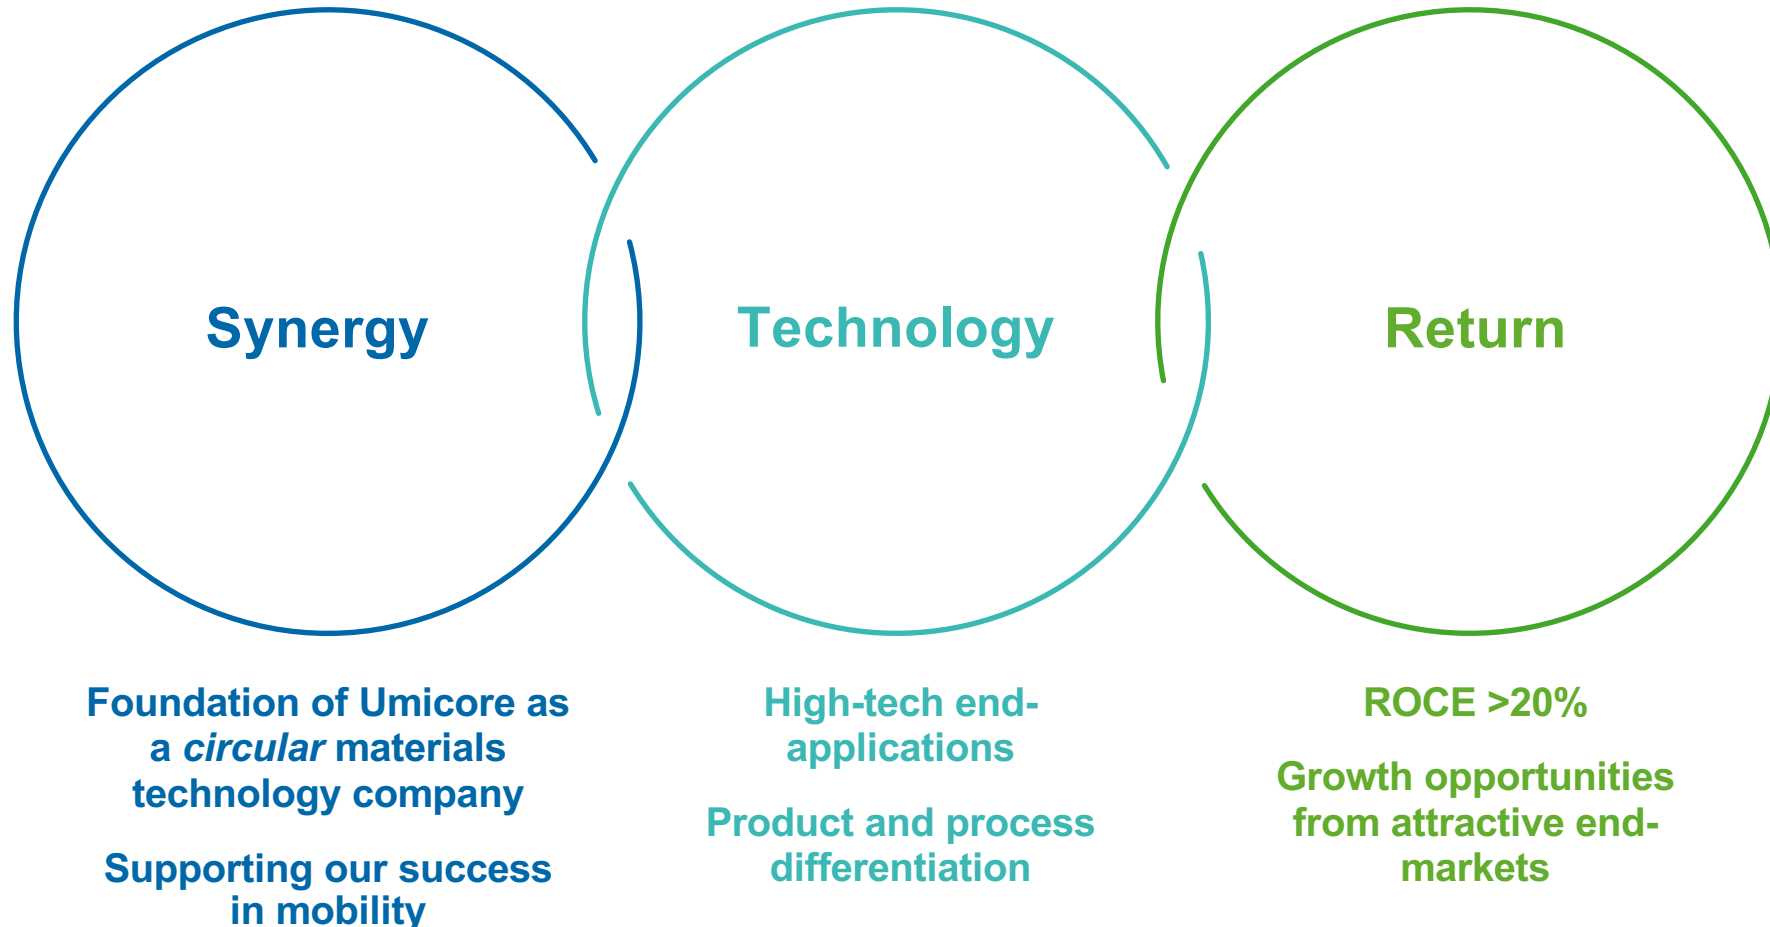 Synergy
Technology
Return
Foundation of Umicore as
a circular materials
technology company
Supporting our success
in mobility
High-tech end-
applications
Product and process
differentiation
ROCE >20%
Growth opportunities
from attractive end-
markets